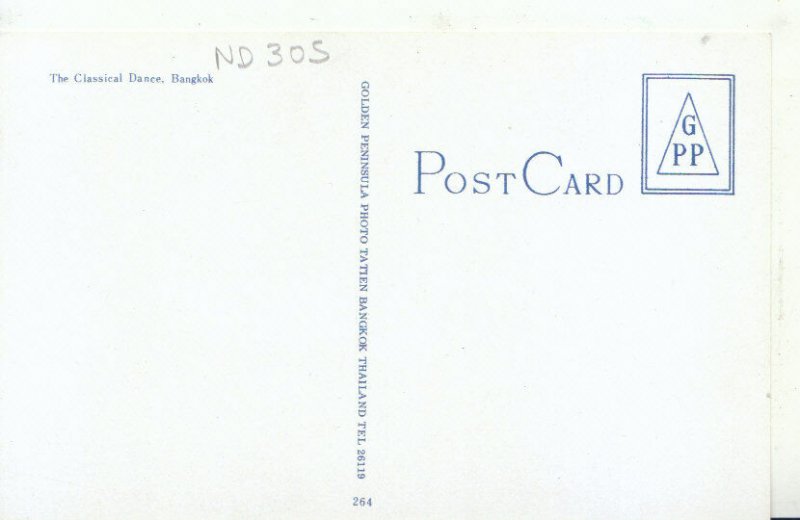 ND 305
The Classical Dance, Bangkok
GOLDEN PENINSULA PHOTO TATIEN BANGKOK THAILAND TEL 26119
264
POST CARD
G
PP